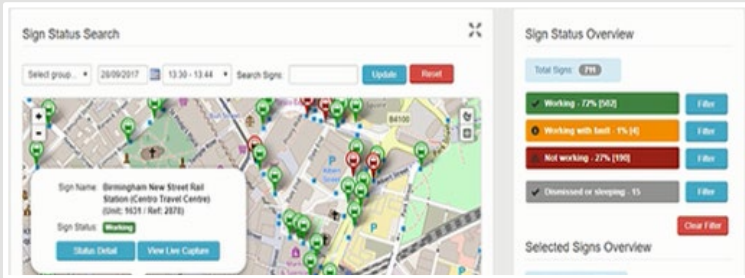 Sign Status Search
Select group... 28/09/2017 13:30 - 13:44 Search Signs: Update Reset
B4100
Sign Name: Birmingham New Street Rail
Station (Centro Travel Centre)
(Unit: 1631 / Ref: 2878)
Sign Status: Working
Status Detail View Live Capture
Sign Status Overview
Total Signs: 711
Working - 72% [502] Filter
Working with fault - 1% [4] Filter
Not working - 27% [190] Filter
Dismissed or sleeping - 15 Filter
Clear Filter
Selected Signs Overview